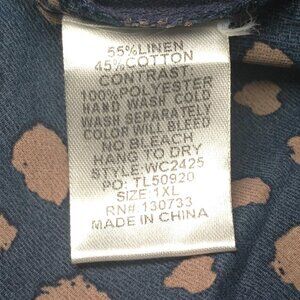 55%LINEN
45%COTTON
CONTRAST:
100%POLYESTER
HAND WASH COLD
WASH SEPARATELY
COLOR WILL BLEED
NO BLEACH
HANG TO DRY
STYLE:WC2425
PO: TL50920
SIZE:1XL
RN# 130733
MADE IN CHINA